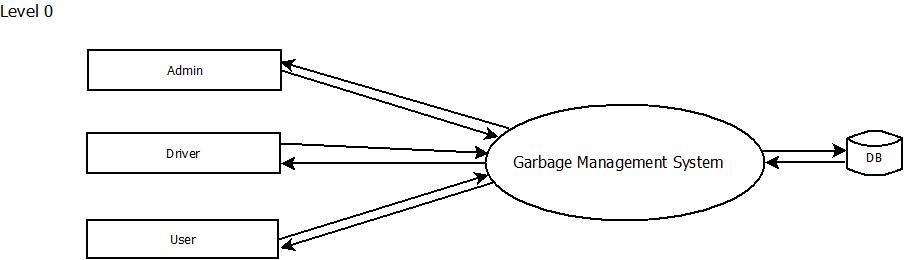 Level 0
Admin
Driver
Garbage Management System
DB
User